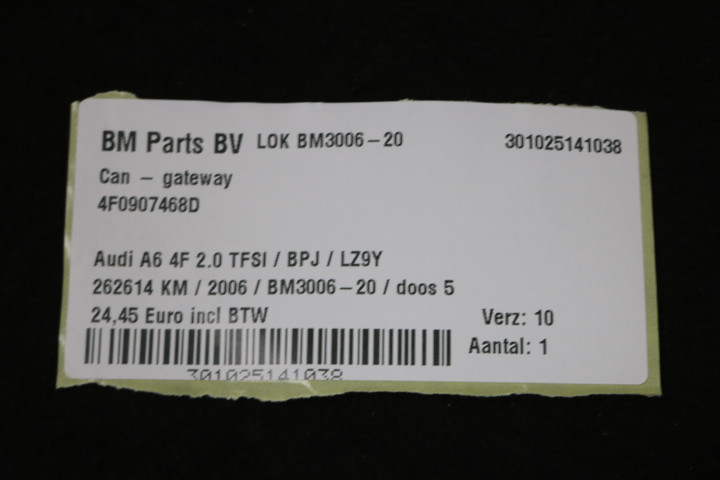 BM Parts BV LOK BM3006-20 301025141038
Can - gateway
4F0907468D
Audi A6 4F 2.0 TFSI / BPJ / LZ9Y
262614 KM / 2006 / BM3006-20 / doos 5
24,45 Euro incl BTW Verz: 10
Aantal: 1
301025141038